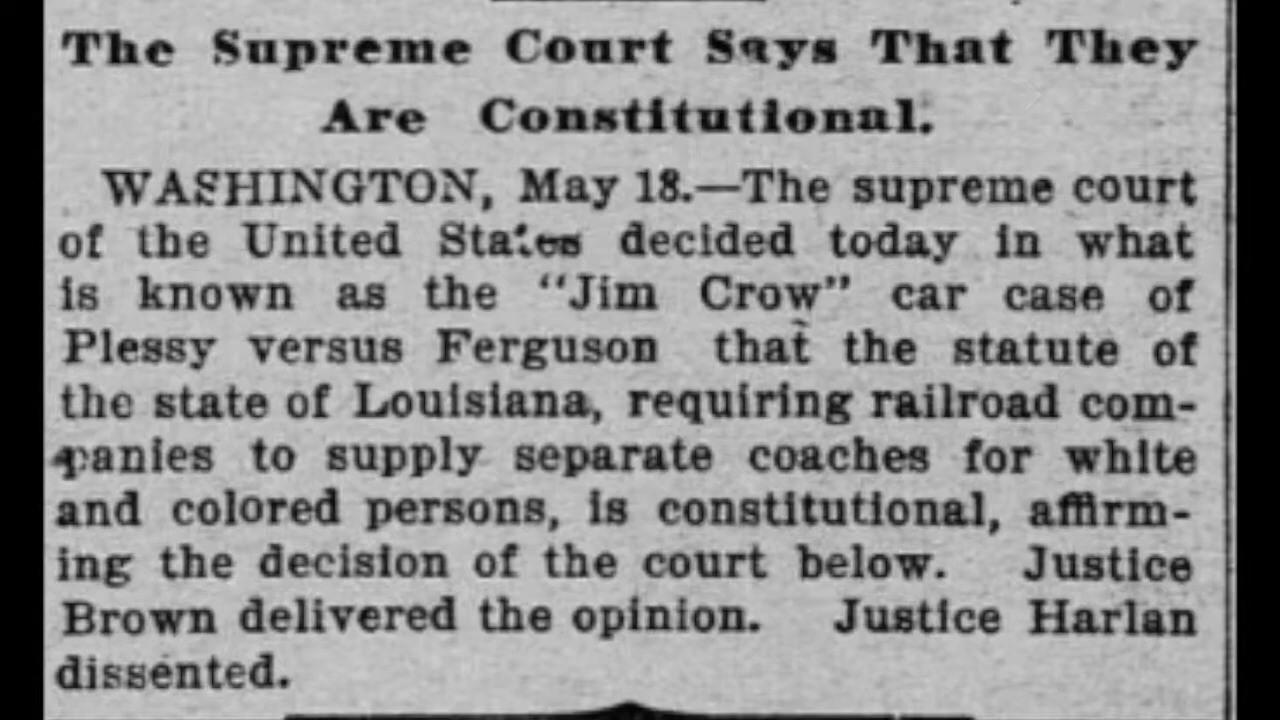 The Supreme Court Says That They
Are Constitutional.
WASHINGTON, May 18.—The supreme court
of the United States decided today in what
is known as the "Jim Crow" car case of
Plessy versus Ferguson that the statute of
the state of Louisiana, requiring railroad com-
panies to supply separate coaches for white
and colored persons, is constitutional, affirm-
ing the decision of the court below. Justice
Brown delivered the opinion. Justice Harlan
dissented.